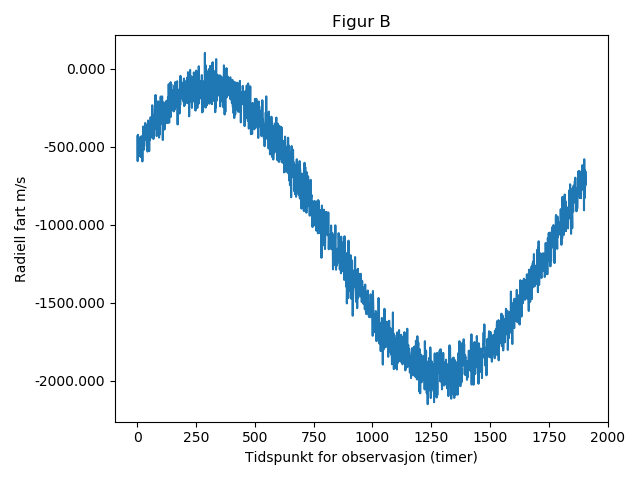 Figur B
0.000
-500.000
-1000.000
-1500.000
-2000.000
Radiell fart m/s
0 250 500 750 1000 1250 1500 1750 2000
Tidspunkt for observasjon (timer)